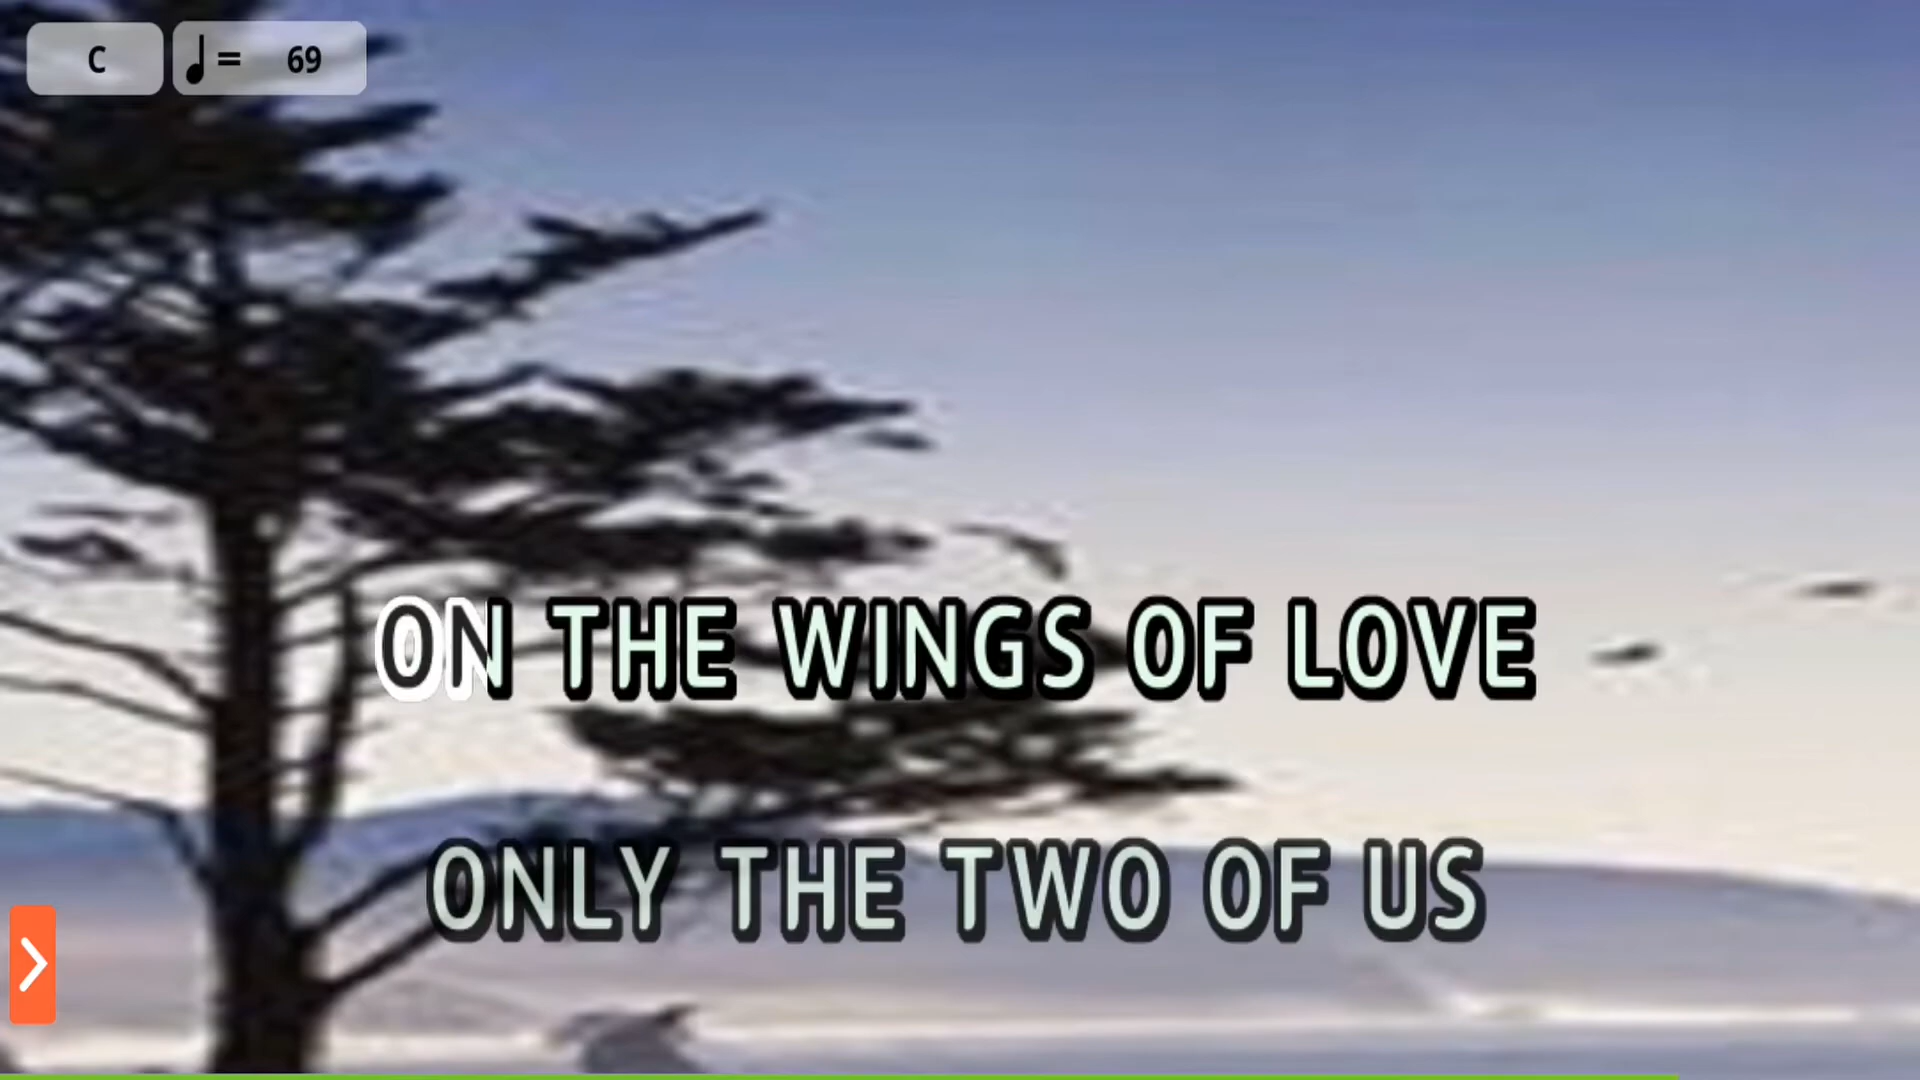 C ♩ = 69
ON THE WINGS OF LOVE
ONLY THE TWO OF US